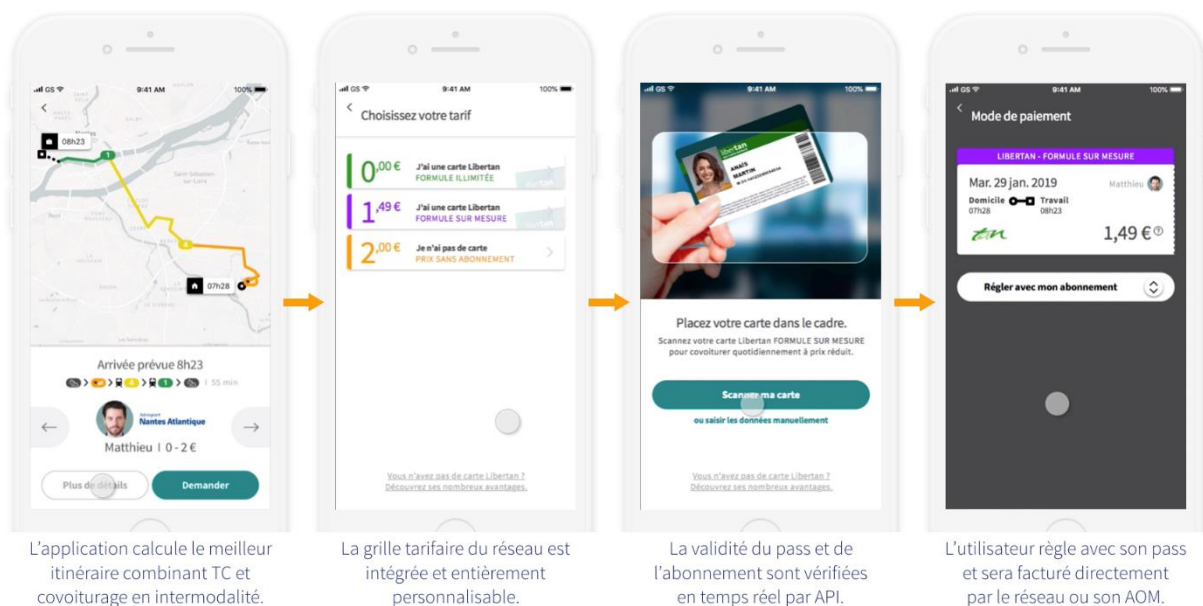 GS 9:41 AM 100%
08h23
1
4
07h28
Arrivée prévue 8h23
4 1 55 min
Aéroport
Nantes Atlantique
Matthieu | 0 - 2 €
Plus de détails Demander
L'application calcule le meilleur
itinéraire combinant TC et
covoiturage en intermodalité.
GS 9:41 AM 100%
Choisissez votre tarif
0,00 € J'ai une carte Libertan
FORMULE ILLIMITÉE
1,49 € J'ai une carte Libertan
FORMULE SUR MESURE
2,00 € Je n'ai pas de carte
PRIX SANS ABONNEMENT
Vous n'avez pas de carte Libertan ?
Découvrez ses nombreux avantages.
La grille tarifaire du réseau est
intégrée et entièrement
personnalisable.
GS 9:41 AM 100%
libertan
ANAÏS
MARTIN
Placez votre carte dans le cadre.
Scannez votre carte Libertan FORMULE SUR MESURE
pour covoiturer quotidiennement à prix réduit.
Scanner ma carte
ou saisir les données manuellement
Vous n'avez pas de carte Libertan ?
Découvrez ses nombreux avantages.
La validité du pass et de
l'abonnement sont vérifiées
en temps réel par API.
GS 9:41 AM 100%
Mode de paiement
LIBERTAN - FORMULE SUR MESURE
Mar. 29 jan. 2019 Matthieu
Domicile Travail
07h28 08h23
tan 1,49 € ?
Régler avec mon abonnement
L'utilisateur règle avec son pass
et sera facturé directement
par le réseau ou son AOM.